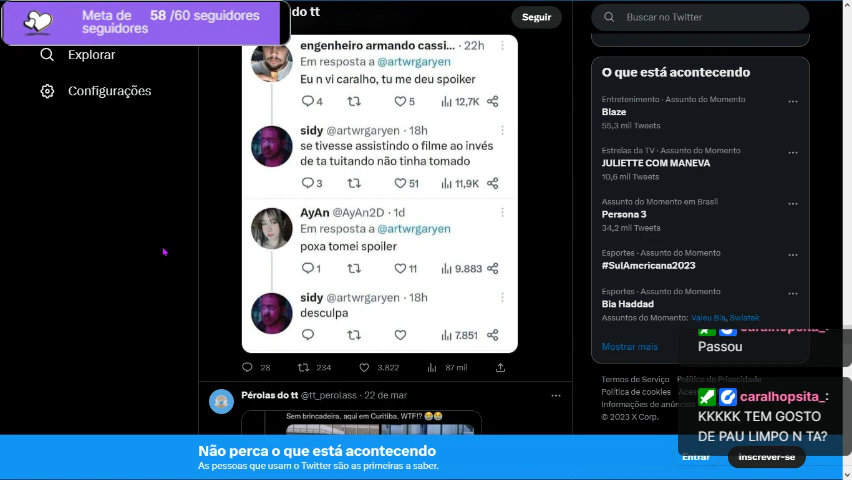 Meta de seguidores
58 /60 seguidores
Explorar
Configurações
do tt
Seguir
engenheiro armando cassi... · 22h
Em resposta a @artwrgaryen
Eu n vi caralho, tu me deu spoiker
4 5 12,7K
sidy @artwrgaryen · 18h
se tivesse assistindo o filme ao invés
de ta tuitando não tinha tomado
3 51 11,9K
AyAn @AyAn2D · 1d
Em resposta a @artwrgaryen
poxa tomei spoiler
1 11 9.883
sidy @artwrgaryen · 18h
desculpa
7.851
28 234 3.822 87 mil
Pérolas do tt @tt_perolass · 22 de mar
Sem brincadeira, aqui em Curitiba. WTF!?
Buscar no Twitter
O que está acontecendo
Entretenimento · Assunto do Momento
Blaze
55,3 mil Tweets
Estrelas da TV · Assunto do Momento
JULIETTE COM MANEVA
10,6 mil Tweets
Assunto do Momento em Brasil
Persona 3
34,2 mil Tweets
Esportes · Assunto do Momento
#SulAmericana2023
Esportes · Assunto do Momento
Bia Haddad
Assuntos do Momento: Valeu Bia, Swiatek
Mostrar mais
Termos de Serviço Política de Privacidade
Política de cookies
Informações de anúncios
© 2023 X Corp.
caralhopsita_:
Passou
caralhopsita_:
KKKKK TEM GOSTO
DE PAU LIMPO N TA?
Não perca o que está acontecendo
As pessoas que usam o Twitter são as primeiras a saber.
Entrar
Inscrever-se